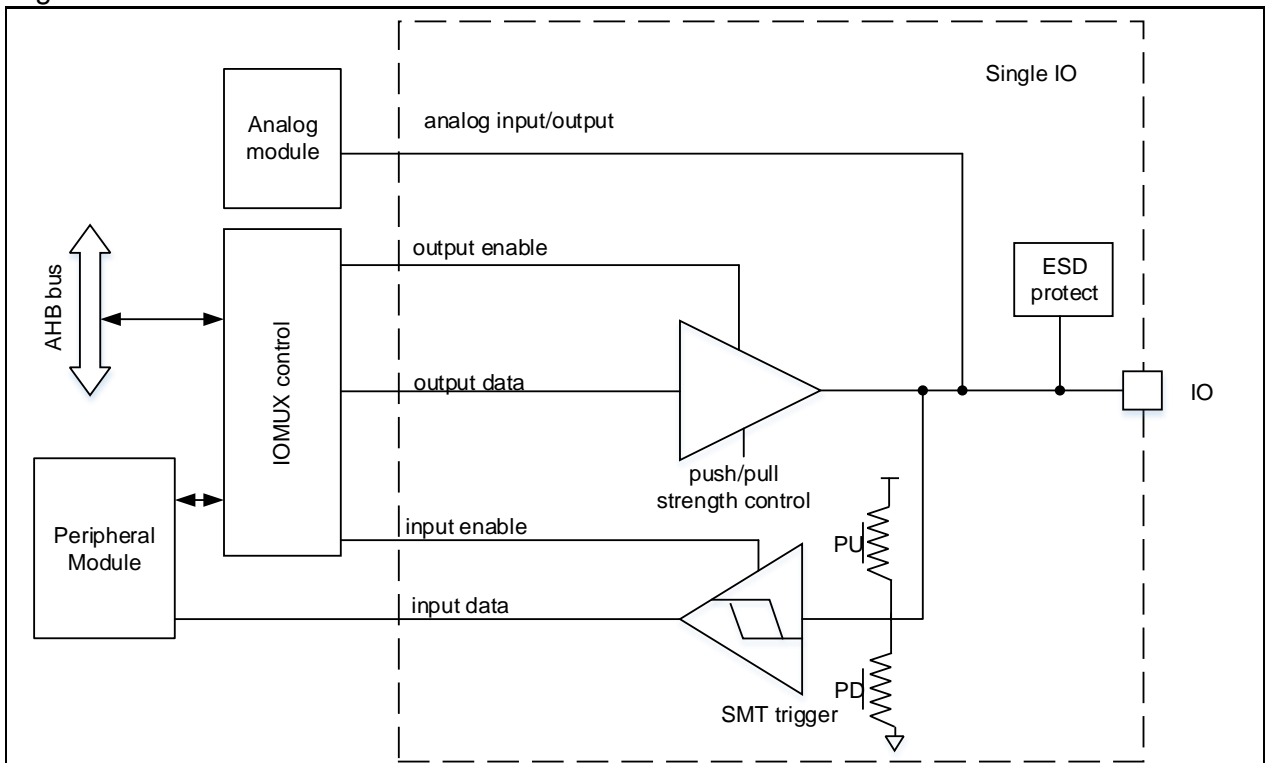 Single IO
Analog
module
analog input/output
output enable
ESD
protect
AHB bus
IOMUX control
output data
IO
push/pull
strength control
input enable
PU
Peripheral
Module
input data
PD
SMT trigger